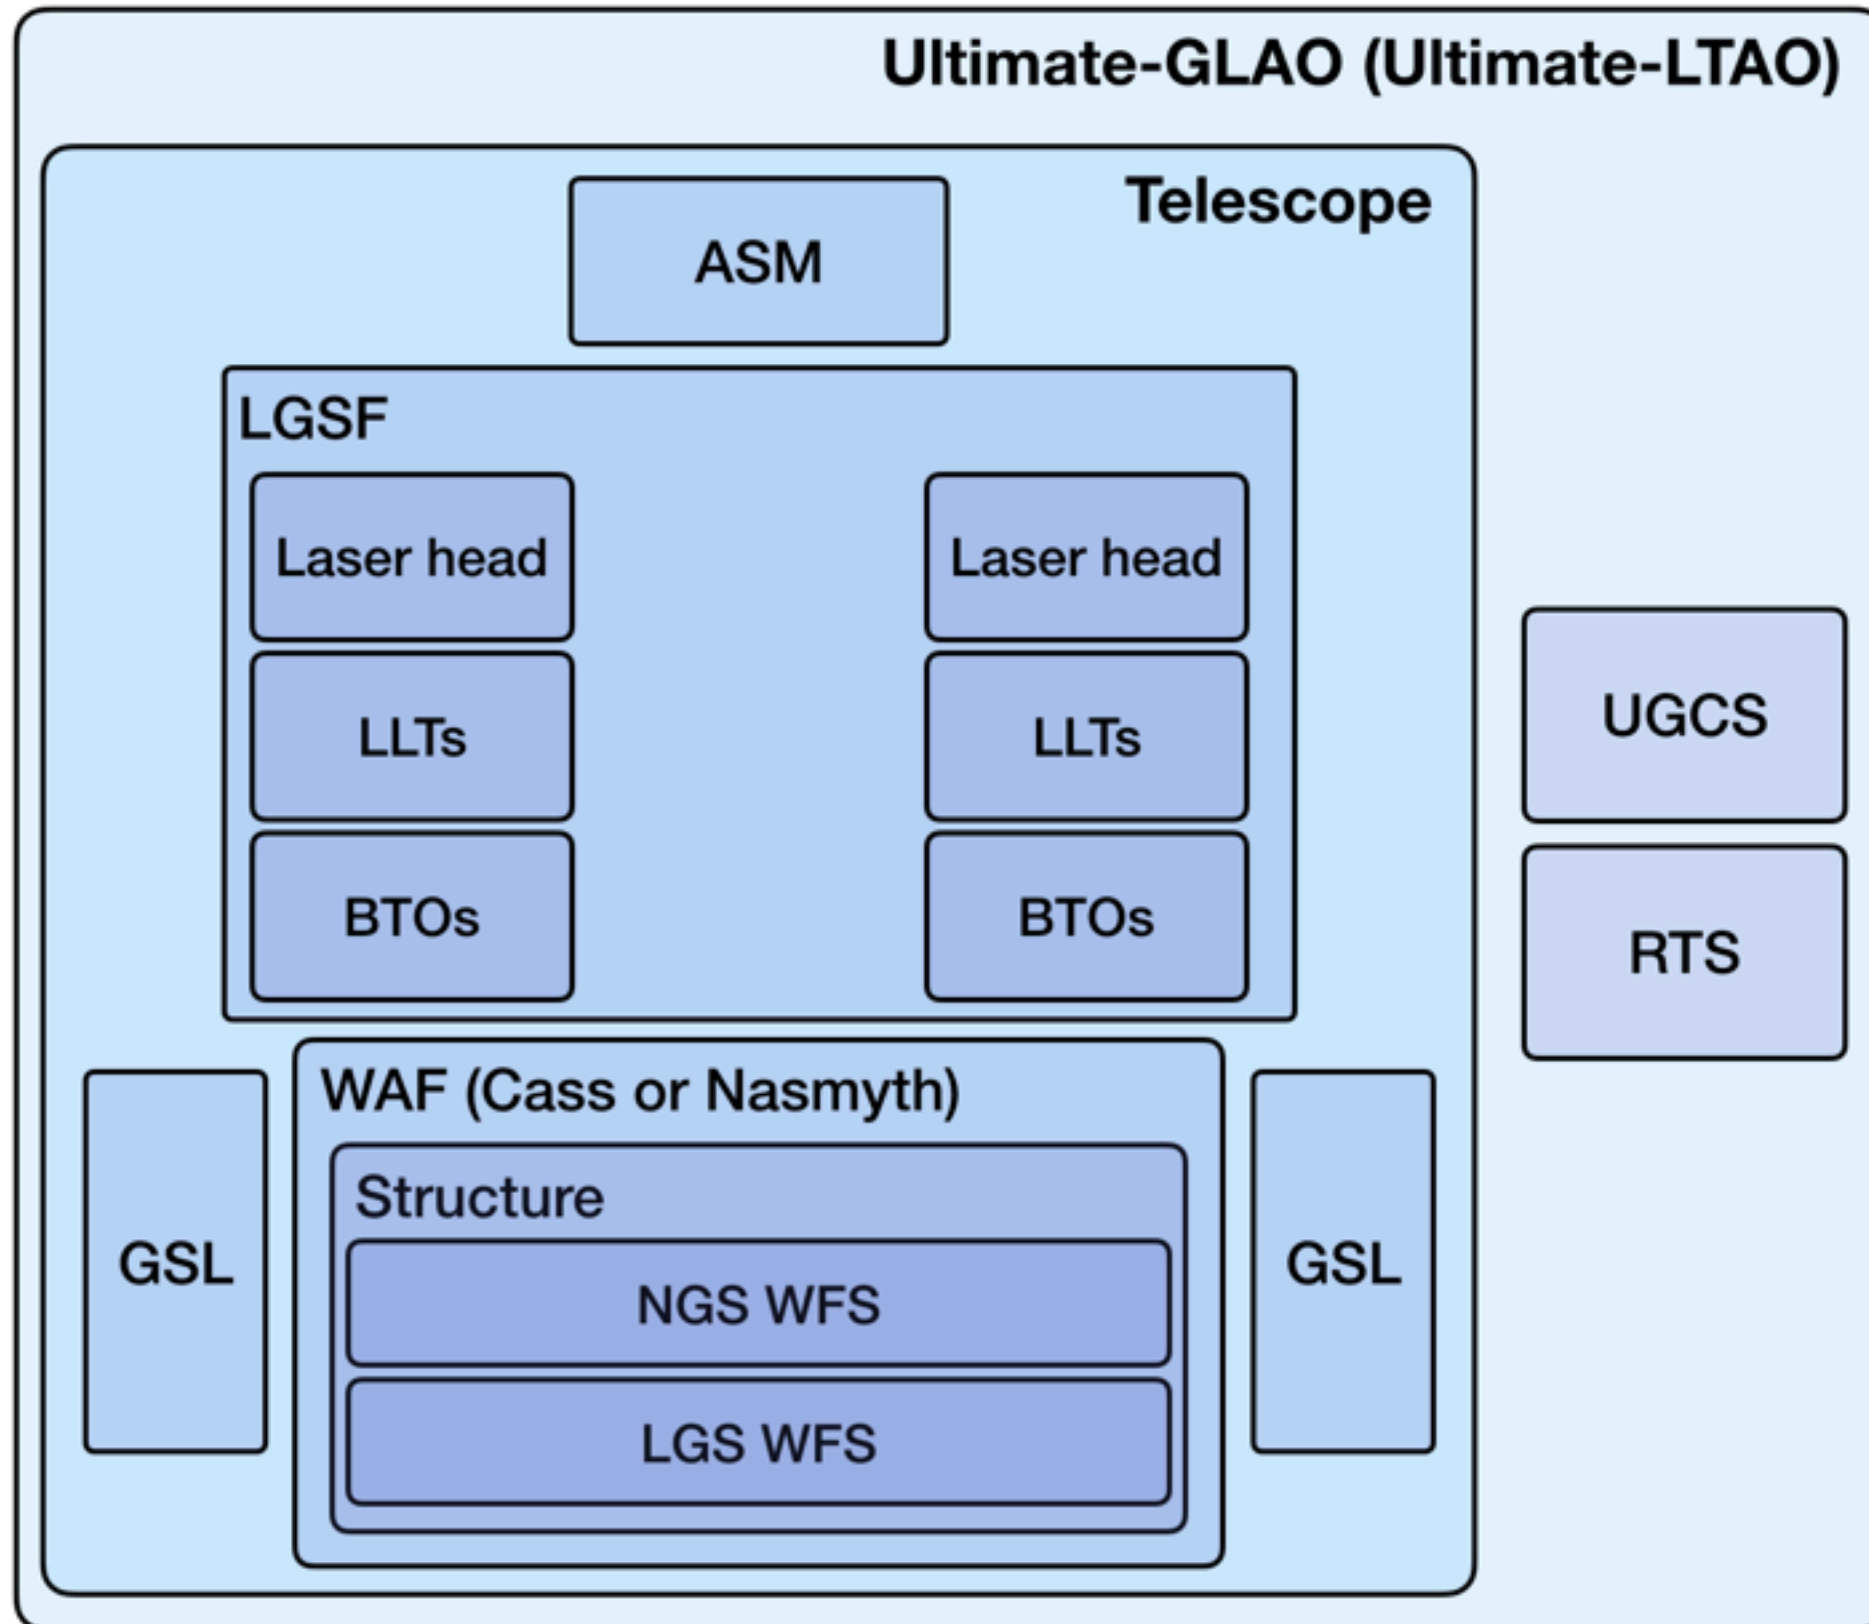 Ultimate-GLAO (Ultimate-LTAO)
Telescope
ASM
LGSF
Laser head
Laser head
LLTs
LLTs
BTOs
BTOs
UGCS
RTS
WAF (Cass or Nasmyth)
Structure
GSL
NGS WFS
GSL
LGS WFS